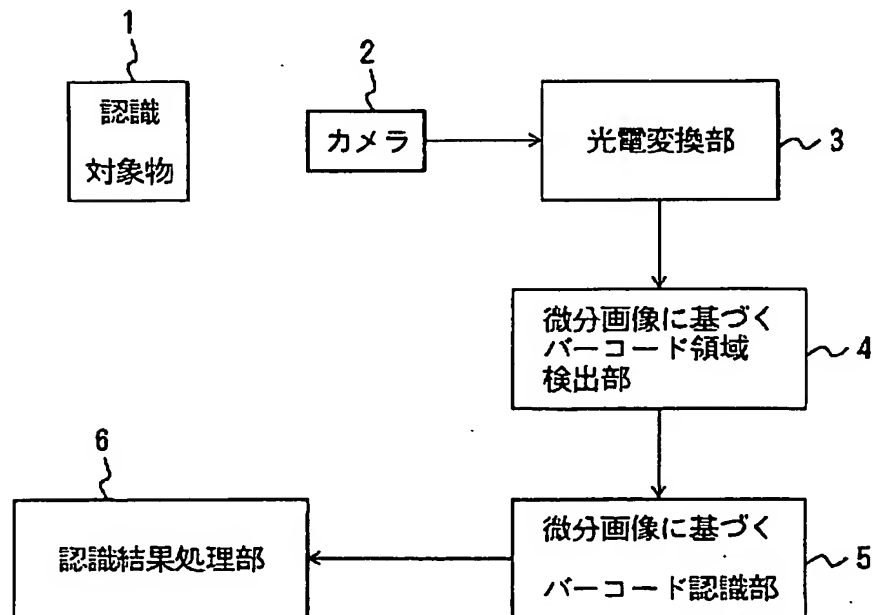 1
認識
対象物
2
カメラ
光電変換部
3
微分画像に基づく
バーコード領域
検出部
4
6
認識結果処理部
微分画像に基づく
バーコード認識部
5